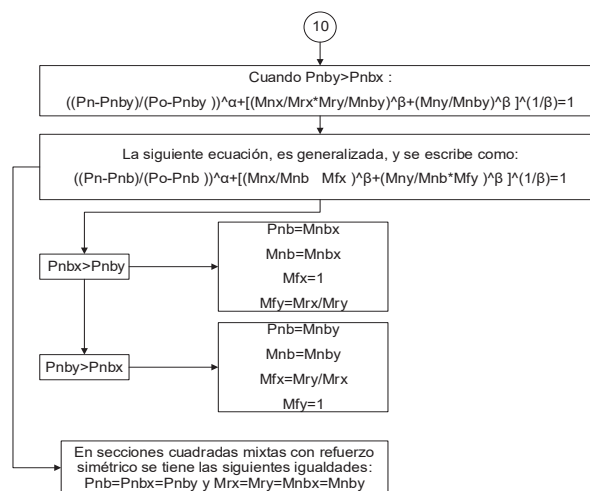 10
Cuando Pnby>Pnbx :
((Pn-Pnby)/(Po-Pnby ))^α+[(Mnx/Mrx*Mry/Mnby)^β+(Mny/Mnby)^β ]^(1/β)=1
La siguiente ecuación, es generalizada, y se escribe como:
((Pn-Pnb)/(Po-Pnb ))^α+[(Mnx/Mnb Mfx )^β+(Mny/Mnb*Mfy )^β ]^(1/β)=1
Pnbx>Pnby
Pnb=Mnbx
Mnb=Mnbx
Mfx=1
Mfy=Mrx/Mry
Pnby>Pnbx
Pnb=Mnby
Mnb=Mnby
Mfx=Mry/Mrx
Mfy=1
En secciones cuadradas mixtas con refuerzo
simétrico se tiene las siguientes igualdades:
Pnb=Pnbx=Pnby y Mrx=Mry=Mnbx=Mnby